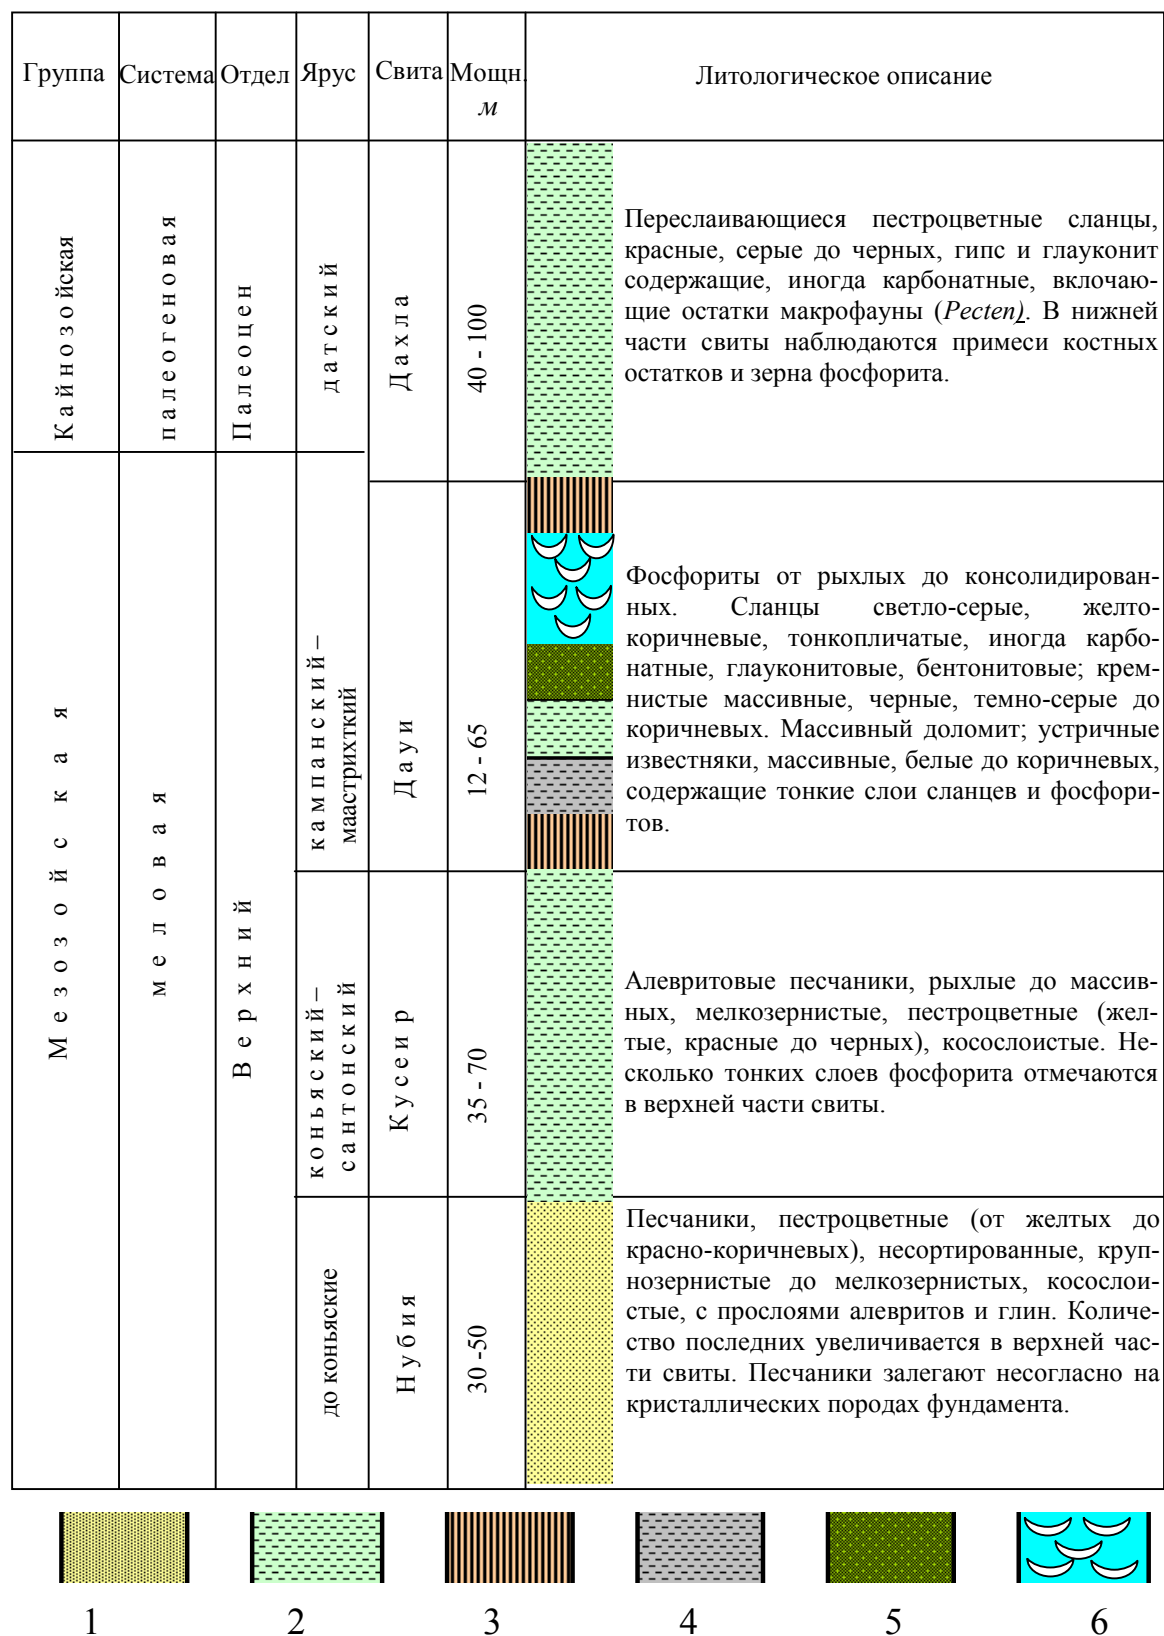 Группа Система Отдел Ярус Свита Мощн. Литологическое описание
м
Кайнозойская
палеогеновая
Палеоцен
датский
Дахла
40 - 100
Переслаивающиеся пестроцветные сланцы,
красные, серые до черных, гипс и глауконит
содержащие, иногда карбонатные, включаю-
щие остатки макрофауны (Pecten). В нижней
части свиты наблюдаются примеси костных
остатков и зерна фосфорита.
Мезозойская
меловая
Верхний
кампанский–
маастрихткий
Дауи
12 - 65
Фосфориты от рыхлых до консолидирован-
ных. Сланцы светло-серые, желто-
коричневые, тонкопличатые, иногда карбо-
натные, глауконитовые, бентонитовые; крем-
нистые массивные, черные, темно-серые до
коричневых. Массивный доломит; устричные
известняки, массивные, белые до коричневых,
содержащие тонкие слои сланцев и фосфори-
тов.
коньяский–
сантонский
Кусеир
35 - 70
Алевритовые песчаники, рыхлые до массив-
ных, мелкозернистые, пестроцветные (жел-
тые, красные до черных), косослоистые. Не-
сколько тонких слоев фосфорита отмечаются
в верхней части свиты.
до коньяские
Нубия
30 -50
Песчаники, пестроцветные (от желтых до
красно-коричневых), несортированные, круп-
нозернистые до мелкозернистых, косослои-
стые, с прослоями алевритов и глин. Количе-
ство последних увеличивается в верхней час-
ти свиты. Песчаники залегают несогласно на
кристаллических породах фундамента.
1 2 3 4 5 6